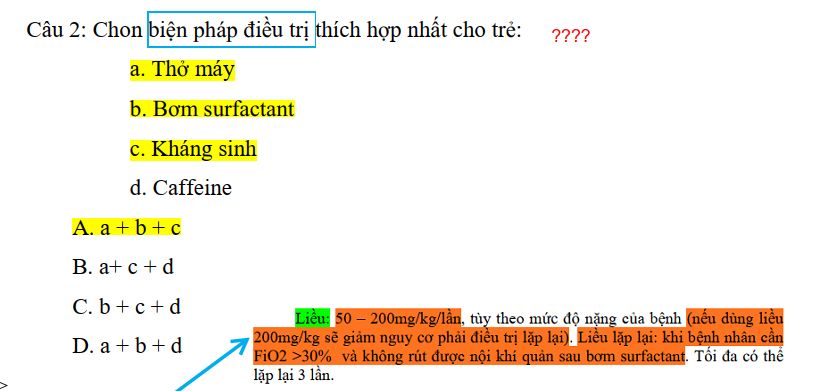 Câu 2: Chon biện pháp điều trị thích hợp nhất cho trẻ: ????
a. Thở máy
b. Bơm surfactant
c. Kháng sinh
d. Caffeine
A. a + b + c
B. a+ c + d
C. b + c + d
D. a + b + d
Liều: 50 – 200mg/kg/lần, tùy theo mức độ nặng của bệnh (nếu dùng liều
200mg/kg sẽ giảm nguy cơ phải điều trị lặp lại). Liều lặp lại: khi bệnh nhân cần
FiO2 >30% và không rút được nội khí quản sau bơm surfactant. Tối đa có thể
lặp lại 3 lần.
>